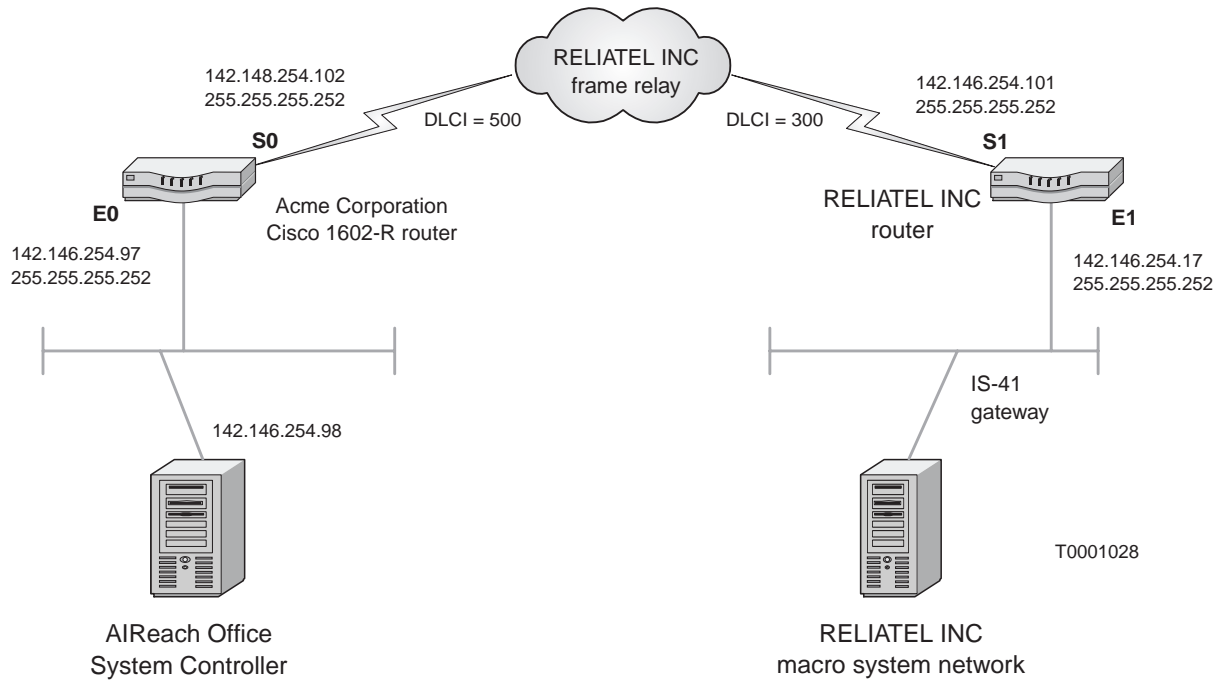 RELIATEL INC
frame relay
142.148.254.102
255.255.255.252
142.146.254.101
255.255.255.252
DLCI = 500
DLCI = 300
S0
S1
E0
Acme Corporation
Cisco 1602-R router
RELIATEL INC
router
E1
142.146.254.97
255.255.255.252
142.146.254.17
255.255.255.252
IS-41
gateway
142.146.254.98
T0001028
AIReach Office
System Controller
RELIATEL INC
macro system network